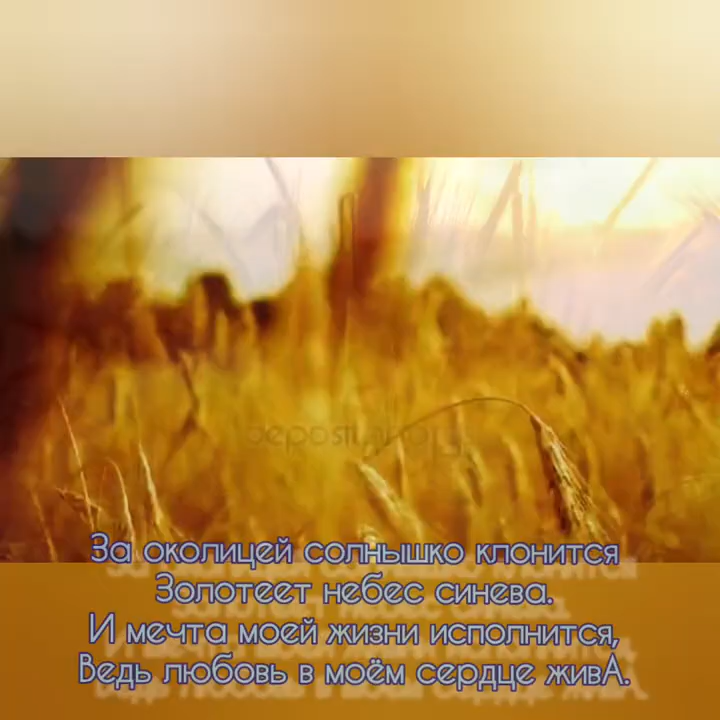 За околицей солнышко клонится
Золотеет небес синева.
И мечта моей жизни исполнится,
Ведь любовь в моём сердце живА.